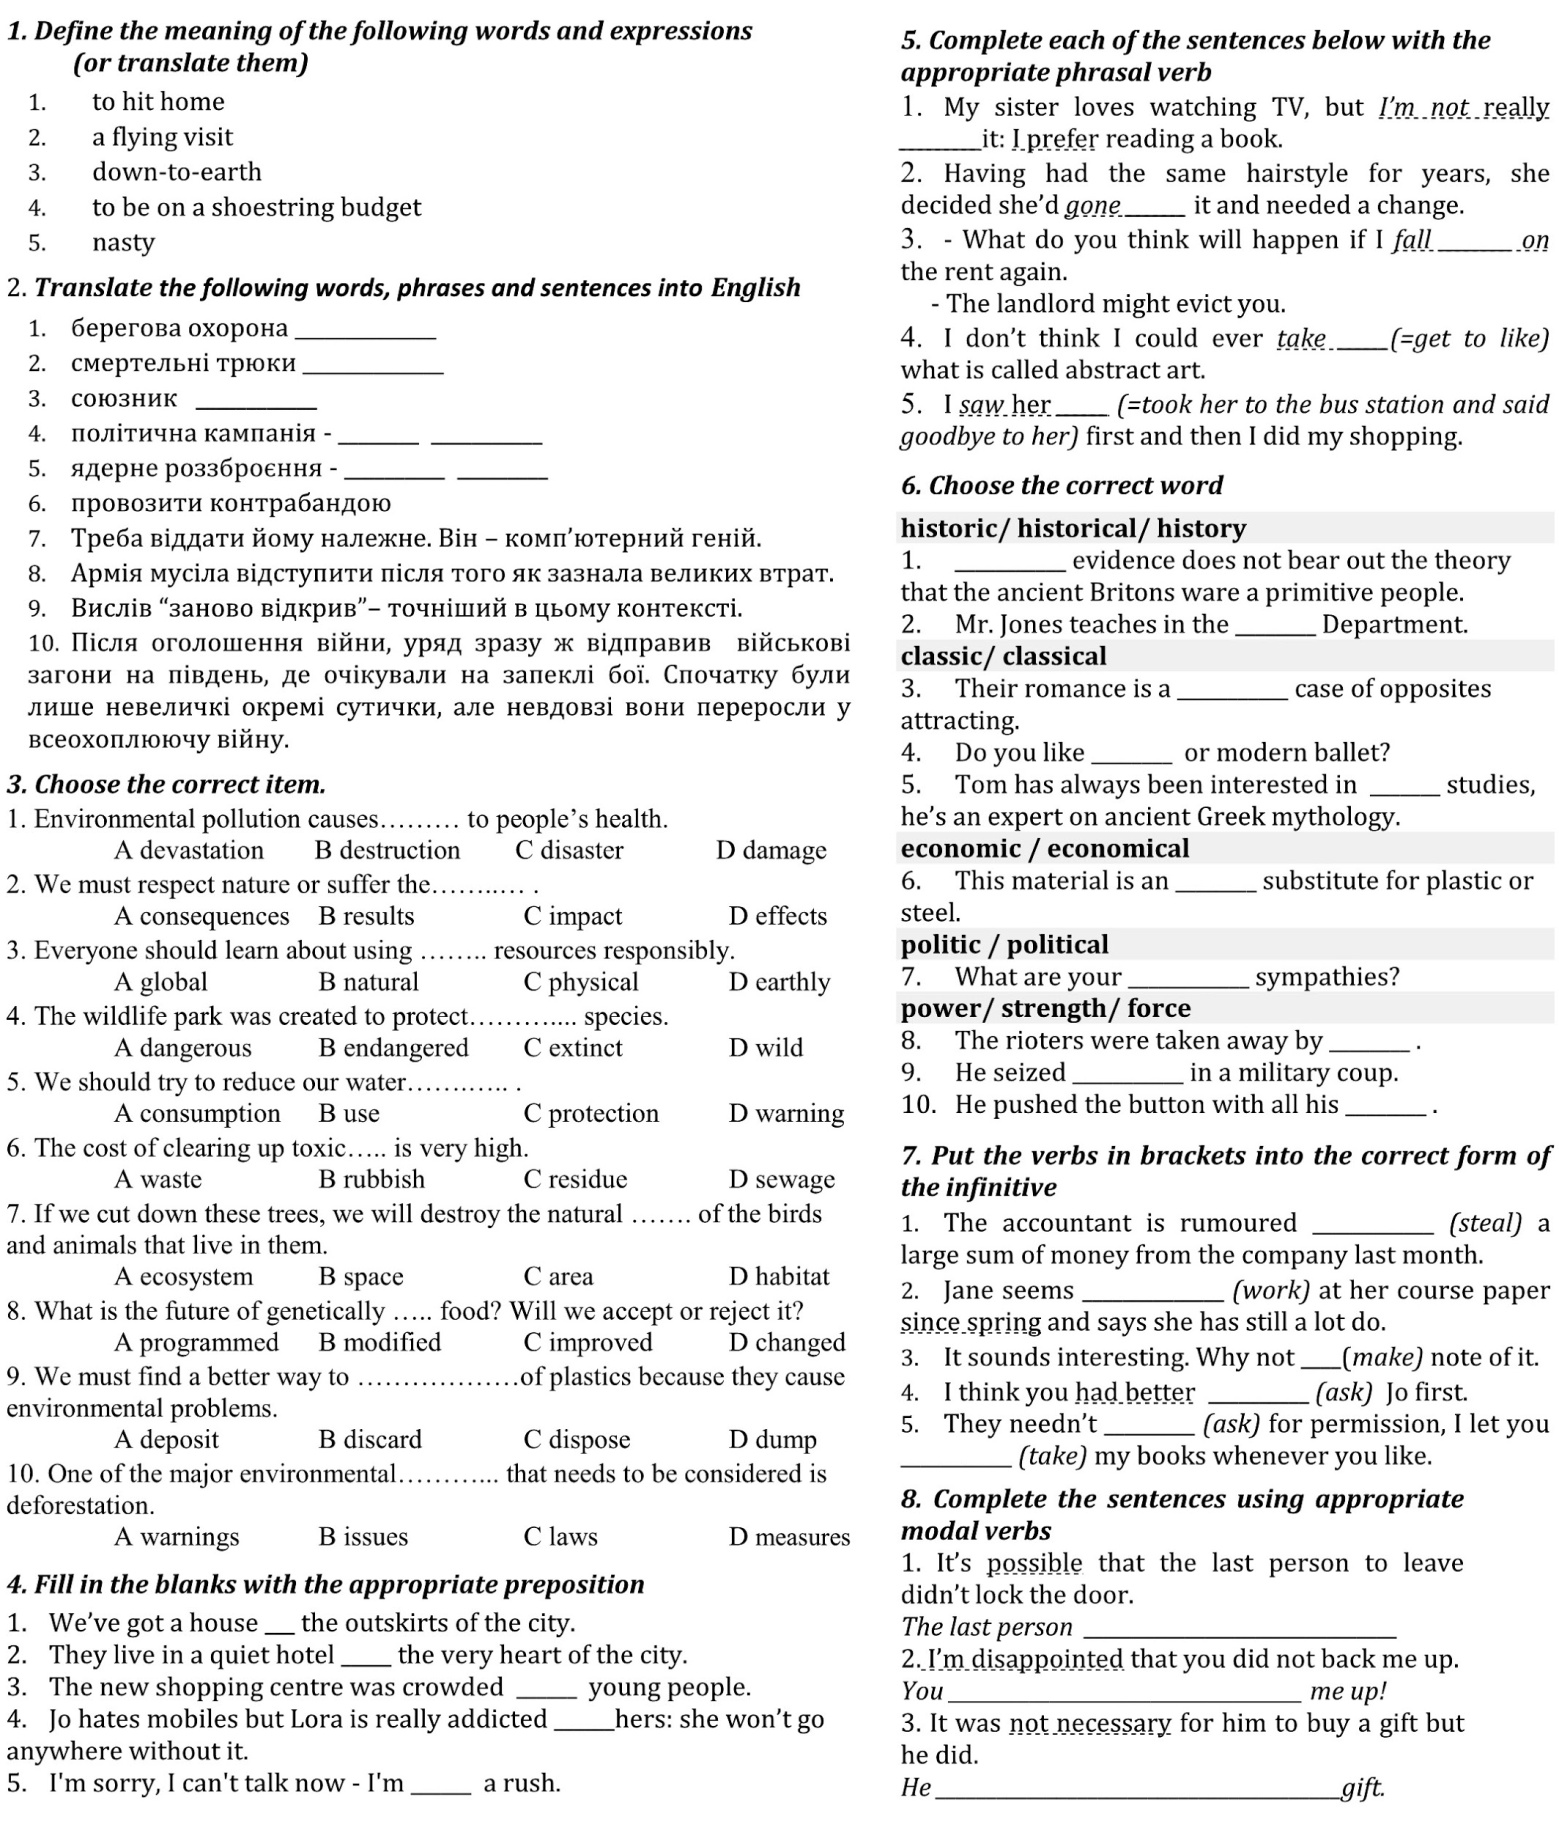 1. Define the meaning of the following words and expressions
(or translate them)
1. to hit home
2. a flying visit
3. down-to-earth
4. to be on a shoestring budget
5. nasty
2. Translate the following words, phrases and sentences into English
1. берегова охорона ______________
2. смертельні трюки ______________
3. союзник ____________
4. політична кампанія - ________ ___________
5. ядерне роззброєння - __________ _________
6. провозити контрабандою
7. Треба віддати йому належне. Він – комп’ютерний геній.
8. Армія мусіла відступити після того як зазнала великих втрат.
9. Вислів “заново відкрив”– точніший в цьому контексті.
10. Після оголошення війни, уряд зразу ж відправив військові
загони на південь, де очікували на запеклі бої. Спочатку були
лише невеличкі окремі сутички, але невдовзі вони переросли у
всеохоплюючу війну.
3. Choose the correct item.
1. Environmental pollution causes……… to people’s health.
A devastation B destruction C disaster D damage
2. We must respect nature or suffer the……..… .
A consequences B results C impact D effects
3. Everyone should learn about using …….. resources responsibly.
A global B natural C physical D earthly
4. The wildlife park was created to protect……….... species.
A dangerous B endangered C extinct D wild
5. We should try to reduce our water……….. .
A consumption B use C protection D warning
6. The cost of clearing up toxic….. is very high.
A waste B rubbish C residue D sewage
7. If we cut down these trees, we will destroy the natural ……. of the birds
and animals that live in them.
A ecosystem B space C area D habitat
8. What is the future of genetically ….. food? Will we accept or reject it?
A programmed B modified C improved D changed
9. We must find a better way to ……………….of plastics because they cause
environmental problems.
A deposit B discard C dispose D dump
10. One of the major environmental……….. that needs to be considered is
deforestation.
A warnings B issues C laws D measures
4. Fill in the blanks with the appropriate preposition
1. We’ve got a house ___ the outskirts of the city.
2. They live in a quiet hotel _____ the very heart of the city.
3. The new shopping centre was crowded ______ young people.
4. Jo hates mobiles but Lora is really addicted ______hers: she won’t go
anywhere without it.
5. I'm sorry, I can't talk now - I'm ______ a rush.
5. Complete each of the sentences below with the
appropriate phrasal verb
1. My sister loves watching TV, but I’m not really
________it: I prefer reading a book.
2. Having had the same hairstyle for years, she
decided she’d gone______ it and needed a change.
3. - What do you think will happen if I fall________on
the rent again.
- The landlord might evict you.
4. I don’t think I could ever take _____(=get to like)
what is called abstract art.
5. I saw her_____ (=took her to the bus station and said
goodbye to her) first and then I did my shopping.
6. Choose the correct word
historic/ historical/ history
1. ___________ evidence does not bear out the theory
that the ancient Britons ware a primitive people.
2. Mr. Jones teaches in the ________ Department.
classic/ classical
3. Their romance is a ___________ case of opposites
attracting.
4. Do you like ________ or modern ballet?
5. Tom has always been interested in _______ studies,
he’s an expert on ancient Greek mythology.
economic / economical
6. This material is an ________ substitute for plastic or
steel.
politic / political
7. What are your ____________ sympathies?
power/ strength/ force
8. The rioters were taken away by ________ .
9. He seized ___________ in a military coup.
10. He pushed the button with all his ________ .
7. Put the verbs in brackets into the correct form of
the infinitive
1. The accountant is rumoured ____________ (steal) a
large sum of money from the company last month.
2. Jane seems ______________ (work) at her course paper
since spring and says she has still a lot do.
3. It sounds interesting. Why not ____(make) note of it.
4. I think you had better __________ (ask) Jo first.
5. They needn’t _________ (ask) for permission, I let you
___________ (take) my books whenever you like.
8. Complete the sentences using appropriate
modal verbs
1. It’s possible that the last person to leave
didn’t lock the door.
The last person _______________________________
2. I’m disappointed that you did not back me up.
You___________________________________ me up!
3. It was not necessary for him to buy a gift but
he did.
He________________________________________gift.